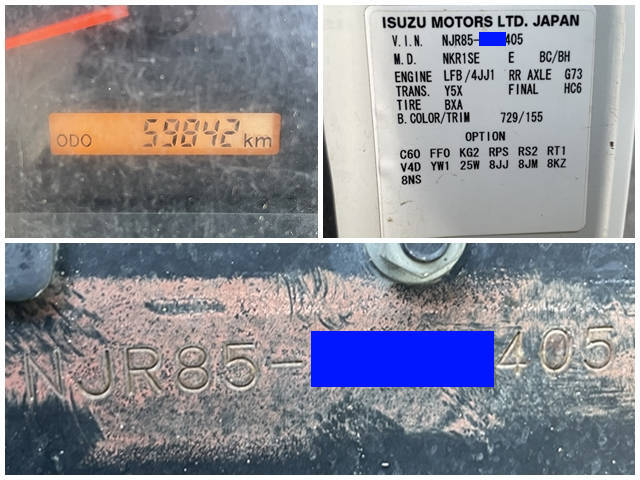 ODO 59842 km
ISUZU MOTORS LTD. JAPAN
V.I.N. NJR85- 405
M.D. NKR1SE E BC/BH
ENGINE LFB/4JJ1 RR AXLE G73
TRANS. Y5X FINAL HC6
TIRE BXA
B.COLOR/TRIM 729/155
OPTION
C60 FF0 KG2 RPS RS2 RT1
V4D YW1 25W 8JJ 8JM 8KZ
8NS
NJR85- 405